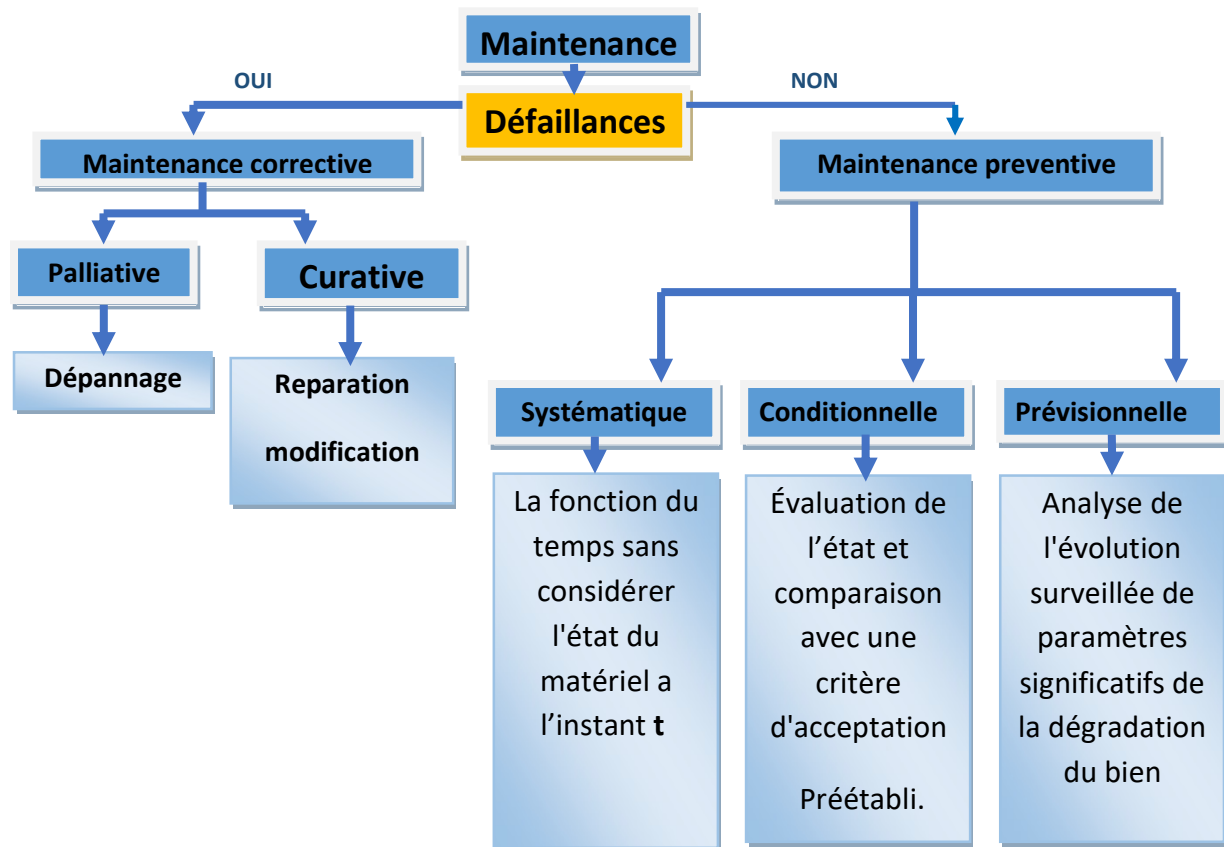 Maintenance
OUI
NON
Défaillances
Maintenance corrective
Maintenance preventive
Palliative
Curative
Dépannage
Reparation
modification
Systématique
Conditionnelle
Prévisionnelle
La fonction du
temps sans
considérer
l'état du
matériel a
l’instant t
Évaluation de
l’état et
comparaison
avec une
critère
d'acceptation
Préétabli.
Analyse de
l'évolution
surveillée de
paramètres
significatifs de
la dégradation
du bien